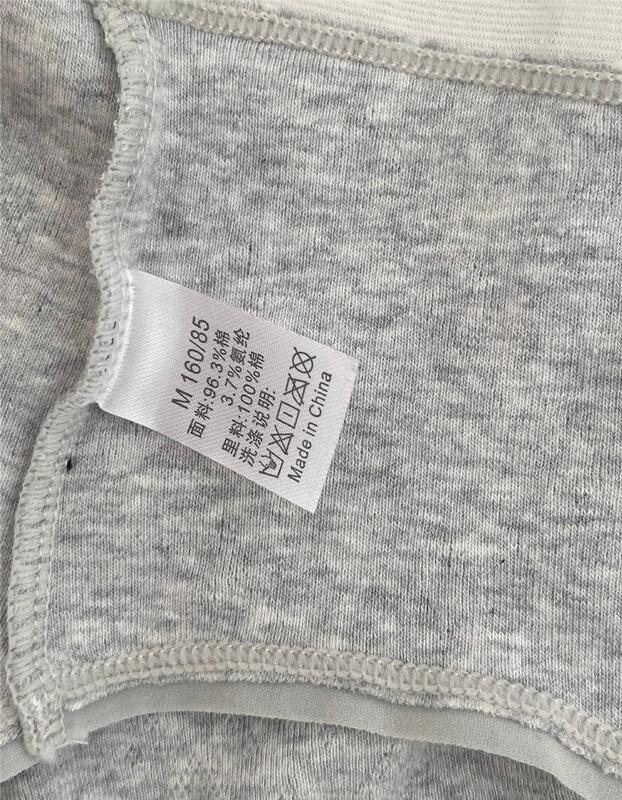 M 160/85
面料:96.3%棉
3.7%氨纶
里料:100%棉
洗涤说明:
Made in China